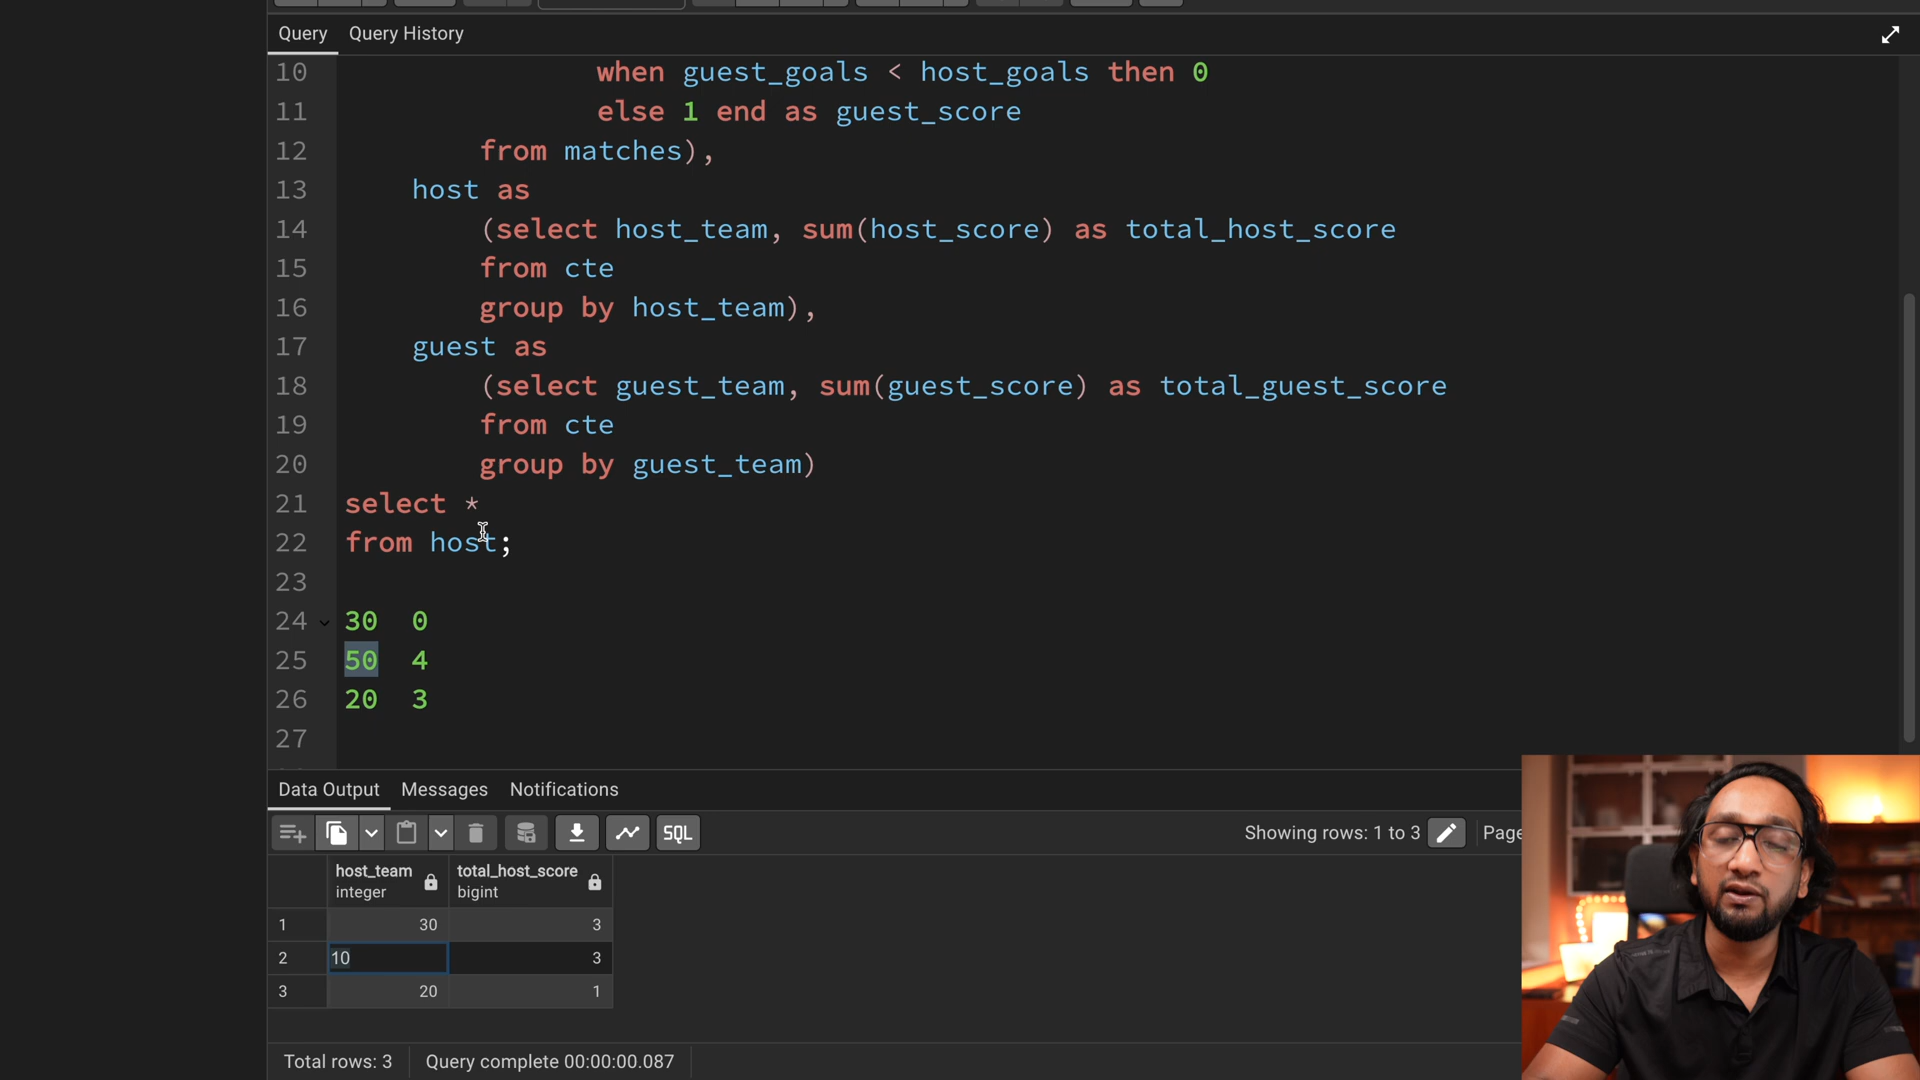 Query Query History
10 when guest_goals < host_goals then 0
11 else 1 end as guest_score
12 from matches),
13 host as
14 (select host_team, sum(host_score) as total_host_score
15 from cte
16 group by host_team),
17 guest as
18 (select guest_team, sum(guest_score) as total_guest_score
19 from cte
20 group by guest_team)
21 select *
22 from host;
23
24 30 0
25 50 4
26 20 3
27
Data Output Messages Notifications
SQL Showing rows: 1 to 3 Page
host_team total_host_score
integer bigint
1 30 3
2 10 3
3 20 1
Total rows: 3 Query complete 00:00:00.087